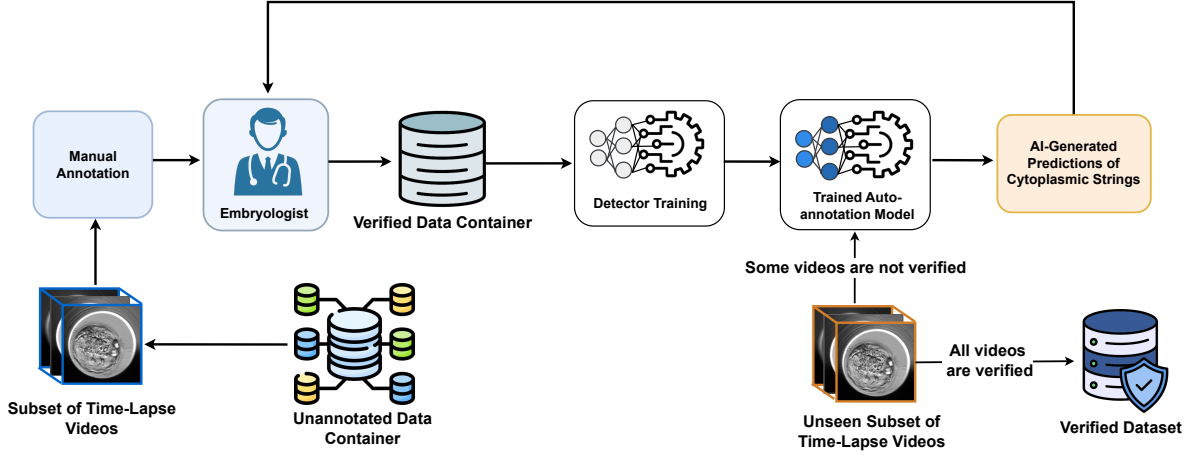 Manual
Annotation
Embryologist
Verified Data Container
Detector Training
Trained Auto-
annotation Model
AI-Generated
Predictions of
Cytoplasmic Strings
Some videos are not verified
Subset of Time-Lapse
Videos
Unannotated Data
Container
Unseen Subset of
Time-Lapse Videos
All videos
are verified
Verified Dataset